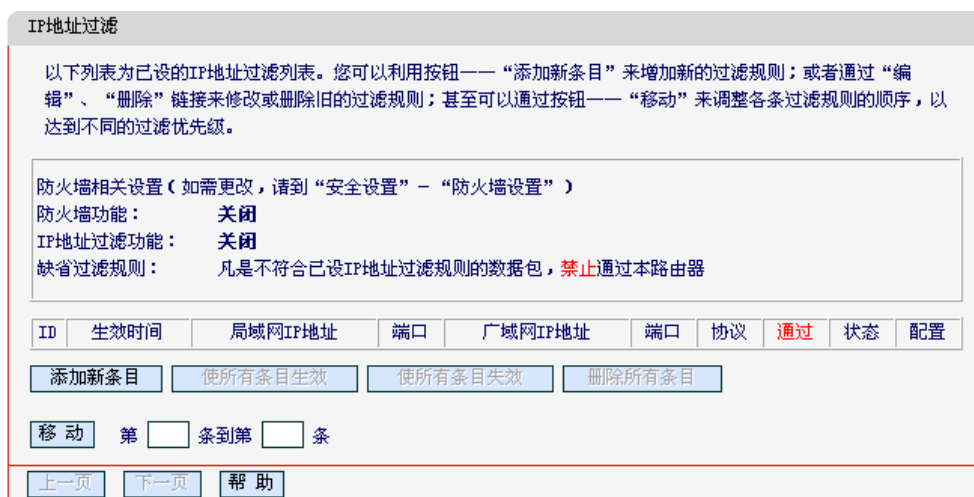 IP地址过滤
以下列表为已设的IP地址过滤列表。您可以利用按钮——“添加新条目”来增加新的过滤规则；或者通过“编
辑”、“删除”链接来修改或删除旧的过滤规则；甚至可以通过按钮——“移动”来调整各条过滤规则的顺序，以
达到不同的过滤优先级。
防火墙相关设置（如需更改，请到“安全设置”-“防火墙设置”）
防火墙功能： 关闭
IP地址过滤功能： 关闭
缺省过滤规则： 凡是不符合已设IP地址过滤规则的数据包，禁止通过本路由器
ID 生效时间 局域网IP地址 端口 广域网IP地址 端口 协议 通过 状态 配置
添加新条目 使所有条目生效 使所有条目失效 删除所有条目
移 动 第 条到第 条
上一页 下一页 帮 助